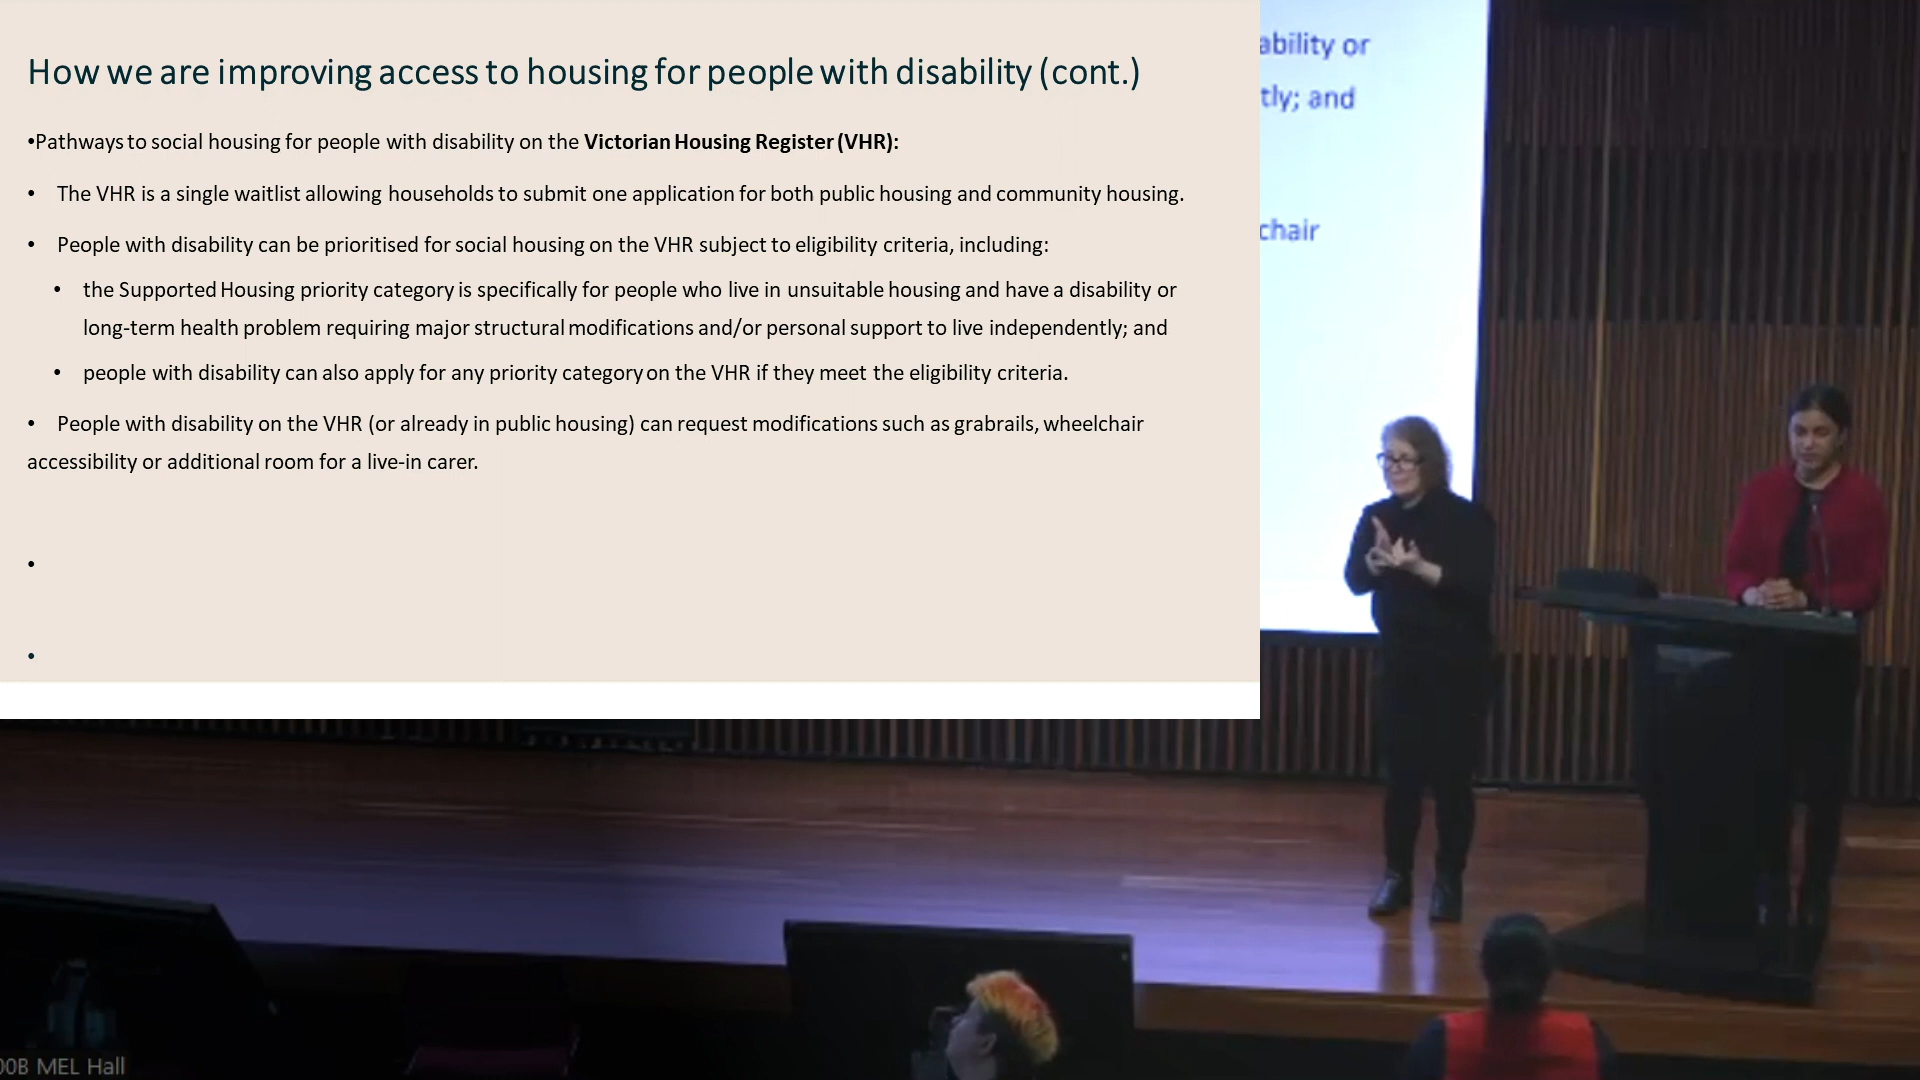 How we are improving access to housing for people with disability (cont.)
•Pathways to social housing for people with disability on the Victorian Housing Register (VHR):
• The VHR is a single waitlist allowing households to submit one application for both public housing and community housing.
• People with disability can be prioritised for social housing on the VHR subject to eligibility criteria, including:
• the Supported Housing priority category is specifically for people who live in unsuitable housing and have a disability or
long-term health problem requiring major structural modifications and/or personal support to live independently; and
• people with disability can also apply for any priority category on the VHR if they meet the eligibility criteria.
• People with disability on the VHR (or already in public housing) can request modifications such as grabrails, wheelchair
accessibility or additional room for a live-in carer.
•
•
ability or
tly; and
chair
00B MEL Hall